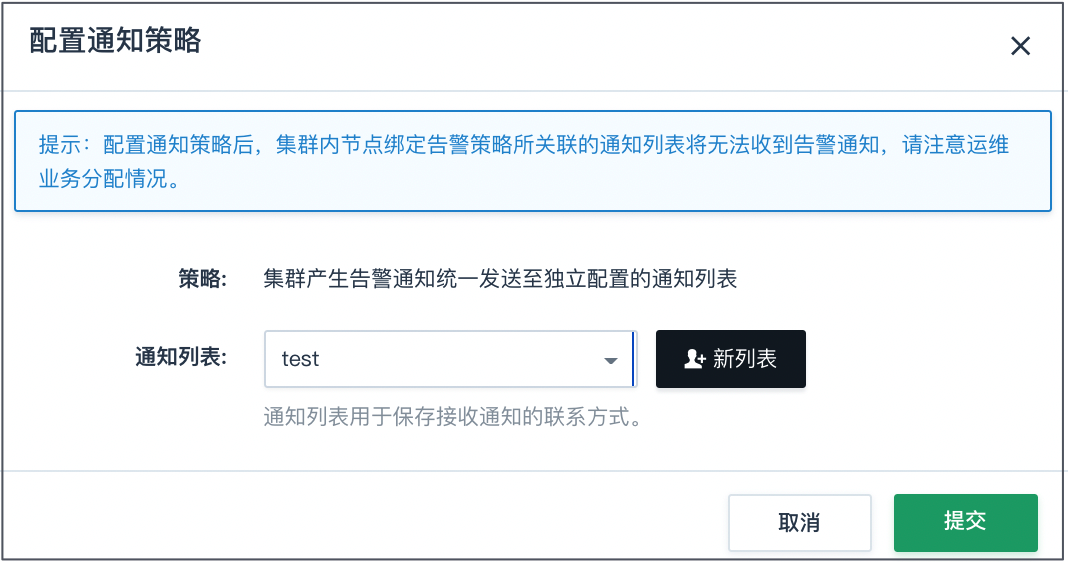 配置通知策略
提示：配置通知策略后，集群内节点绑定告警策略所关联的通知列表将无法收到告警通知，请注意运维
业务分配情况。
策略: 集群产生告警通知统一发送至独立配置的通知列表
通知列表: test 新列表
通知列表用于保存接收通知的联系方式。
取消 提交